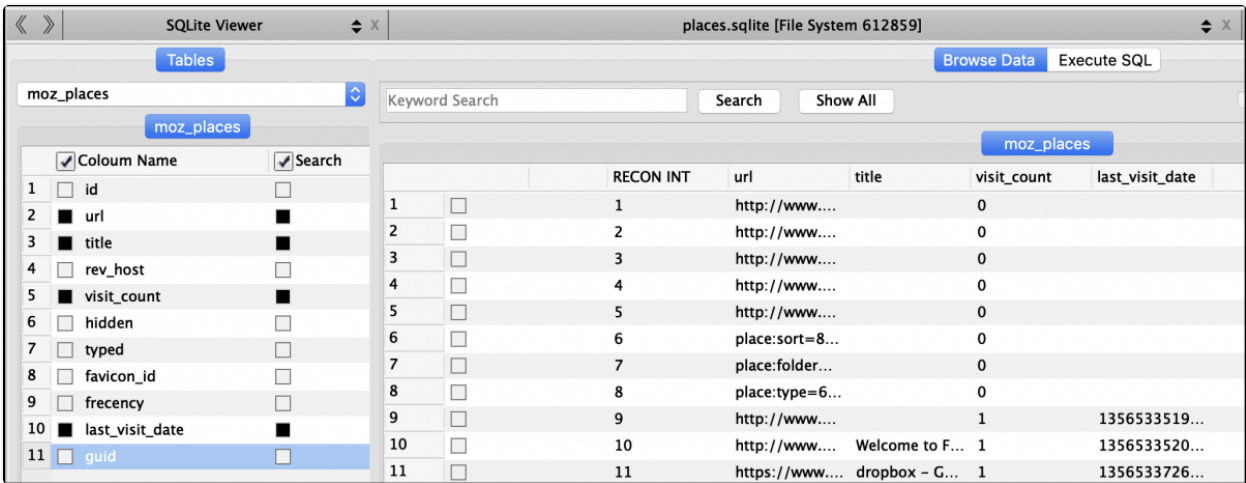 《 》 SQLite Viewer X places.sqlite [File System 612859] X
Tables Browse Data Execute SQL
moz_places Keyword Search Search Show All
moz_places moz_places
Coloum Name Search
1 id
2 url
3 title
4 rev_host
5 visit_count
6 hidden
7 typed
8 favicon_id
9 frecency
10 last_visit_date
11 guid
RECON INT url title visit_count last_visit_date
1 1 http://www.... 0
2 2 http://www.... 0
3 3 http://www.... 0
4 4 http://www.... 0
5 5 http://www.... 0
6 6 place:sort=8... 0
7 7 place:folder... 0
8 8 place:type=6... 0
9 9 http://www.... 1 1356533519...
10 10 http://www.... Welcome to F... 1 1356533520...
11 11 https://www.... dropbox – G... 1 1356533726...